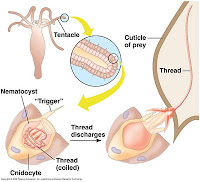 Tentacle
Cuticle
of prey
Thread
Nematocyst
"Trigger"
Thread
discharges
Thread
(coiled)
Cnidocyte